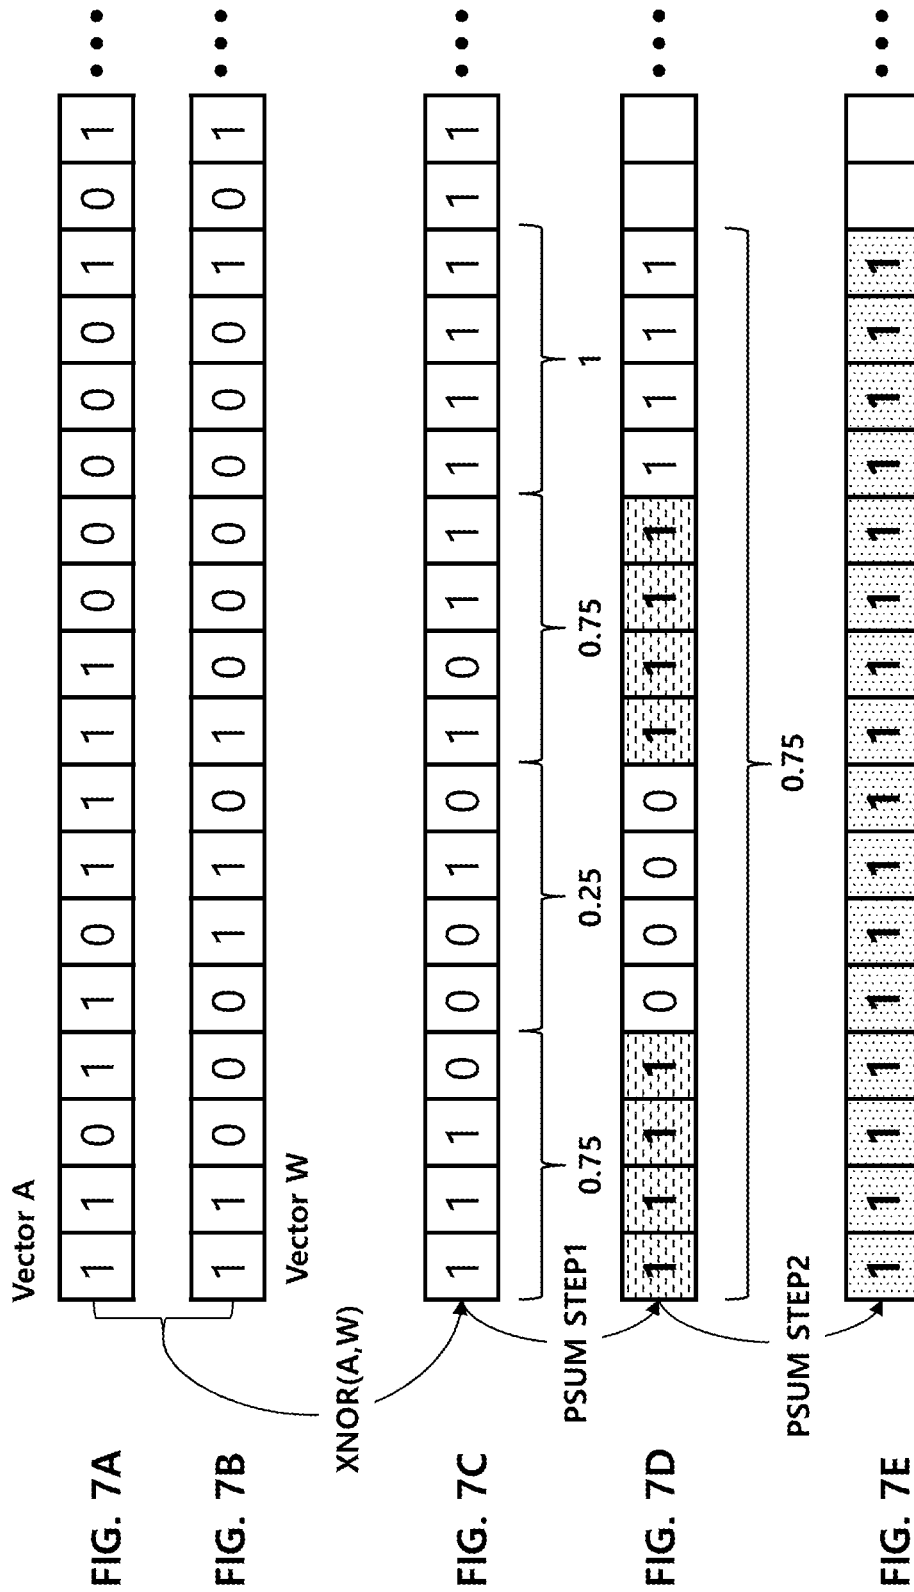 Vector A
FIG. 7A 1 1 0 1 1 0 1 1 1 1 0 0 0 0 0 1 0 1 •••
FIG. 7B 1 1 0 0 0 1 1 0 1 0 0 0 0 0 0 1 0 1 •••
Vector W
XNOR(A,W)
FIG. 7C 1 1 1 0 0 0 1 0 1 0 1 1 1 1 1 1 1 1 •••
PSUM STEP1 0.75 0.25 0.75 1
FIG. 7D 1 1 1 1 0 0 0 0 1 1 1 1 1 1 1 1 •••
PSUM STEP2 0.75
FIG. 7E 1 1 1 1 1 1 1 1 1 1 1 1 1 1 1 1 •••